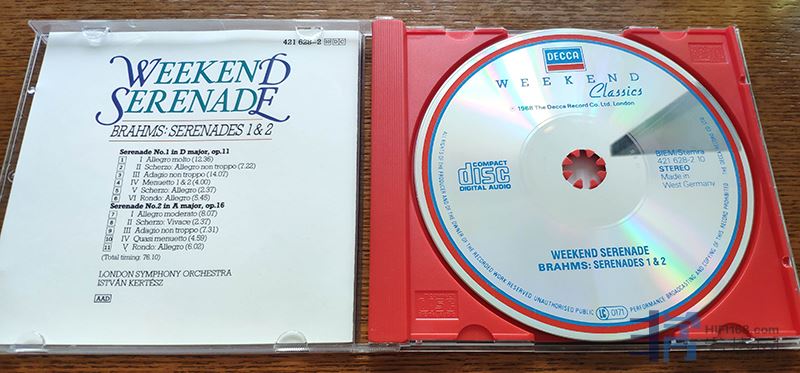 421 628-2
WEEKEND
SERENADE
BRAHMS: SERENADES 1 & 2
Serenade No.1 in D major, op.11
1 I Allegro molto (12.36)
2 II Scherzo: Allegro non troppo (7.22)
3 III Adagio non troppo (14.07)
4 IV Menuetto 1 & 2 (4.00)
5 V Scherzo: Allegro (2.37)
6 VI Rondo: Allegro (5.45)
Serenade No.2 in A major, op.16
7 I Allegro moderato (8.07)
8 II Scherzo: Vivace (2.37)
9 III Adagio non troppo (7.31)
10 IV Quasi menuetto (4.59)
11 V Rondo: Allegro (6.02)
(Total timing: 76.10)
LONDON SYMPHONY ORCHESTRA
ISTVÁN KERTÉSZ
AAD
DECCA
WEEKEND
Classics
℗ 1968 The Decca Record Co. Ltd. London
COMPACT
disc
DIGITAL AUDIO
BIEM/Stemra
421 628-2 10
STEREO
Made in
West Germany
WEEKEND SERENADE
BRAHMS: SERENADES 1 & 2
ALL RIGHTS OF THE PRODUCER AND OF THE OWNER OF THE RECORDED WORK RESERVED UNAUTHORISED PUBLIC LC 0171 PERFORMANCE BROADCASTING AND COPYING OF THIS RECORD PROHIBITED
HIFI168.com